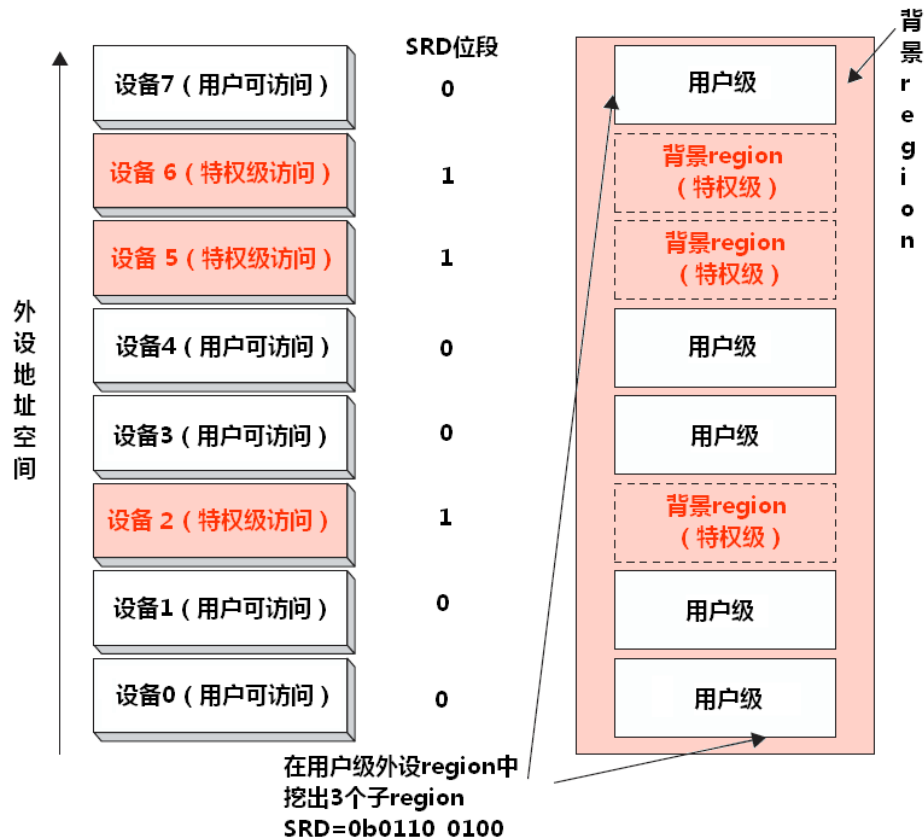 SRD位段
设备7（用户可访问）
0
用户级
设备 6（特权级访问）
1
背景region
（特权级）
设备 5（特权级访问）
1
背景region
（特权级）
设备4（用户可访问）
0
用户级
设备3（用户可访问）
0
用户级
设备 2（特权级访问）
1
背景region
（特权级）
设备1（用户可访问）
0
用户级
设备0（用户可访问）
0
用户级
外设地址空间
背景region
在用户级外设region中
挖出3个子region
SRD=0b0110 0100